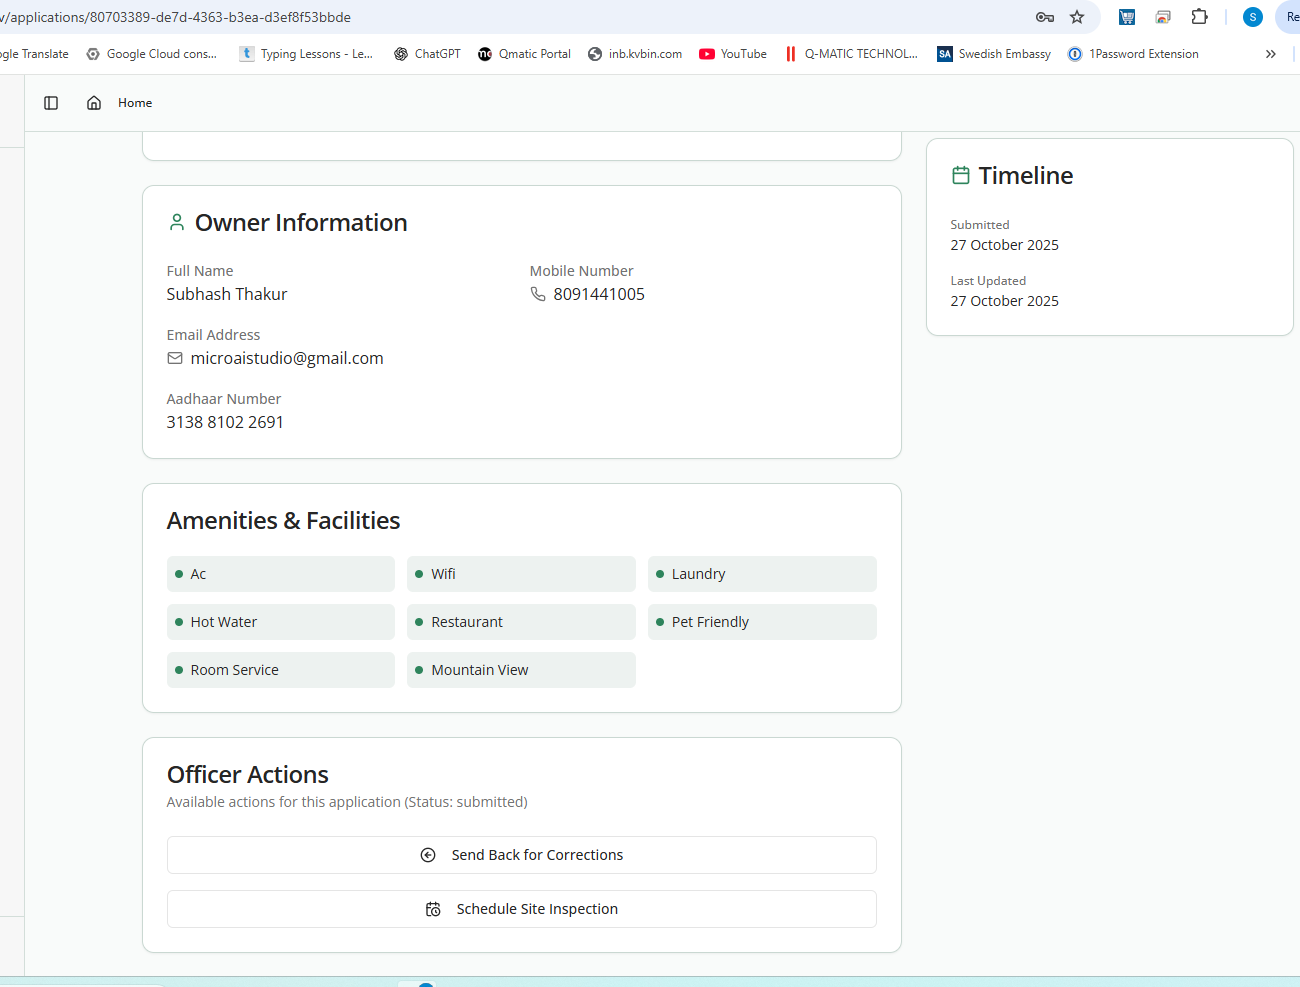 v/applications/80703389-de7d-4363-b3ea-d3ef8f53bbde
S
Re
ogle Translate
Google Cloud cons...
t
Typing Lessons - Le...
ChatGPT
Qmatic Portal
inb.kvbin.com
YouTube
Q-MATIC TECHNOL...
SA
Swedish Embassy
1Password Extension
Home
Owner Information
Full Name
Mobile Number
Subhash Thakur
8091441005
Email Address
microaistudio@gmail.com
Aadhaar Number
3138 8102 2691
Timeline
Submitted
27 October 2025
Last Updated
27 October 2025
Amenities & Facilities
Ac
Wifi
Laundry
Hot Water
Restaurant
Pet Friendly
Room Service
Mountain View
Officer Actions
Available actions for this application (Status: submitted)
Send Back for Corrections
Schedule Site Inspection